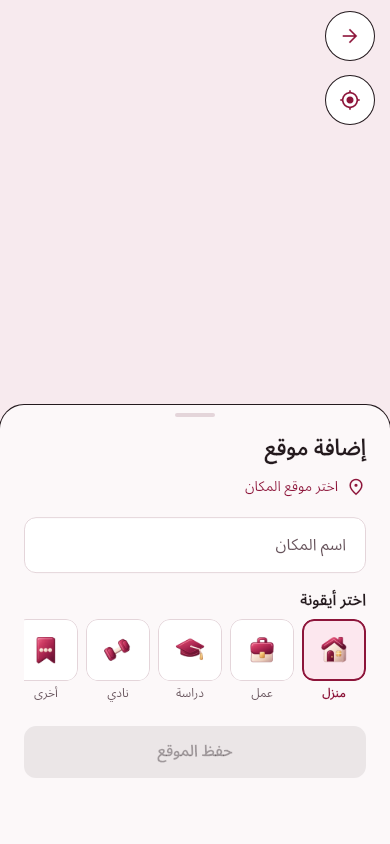 إضافة موقع
اختر موقع المكان
اسم المكان
اختر أيقونة
منزل
عمل
دراسة
نادي
أخرى
حفظ الموقع